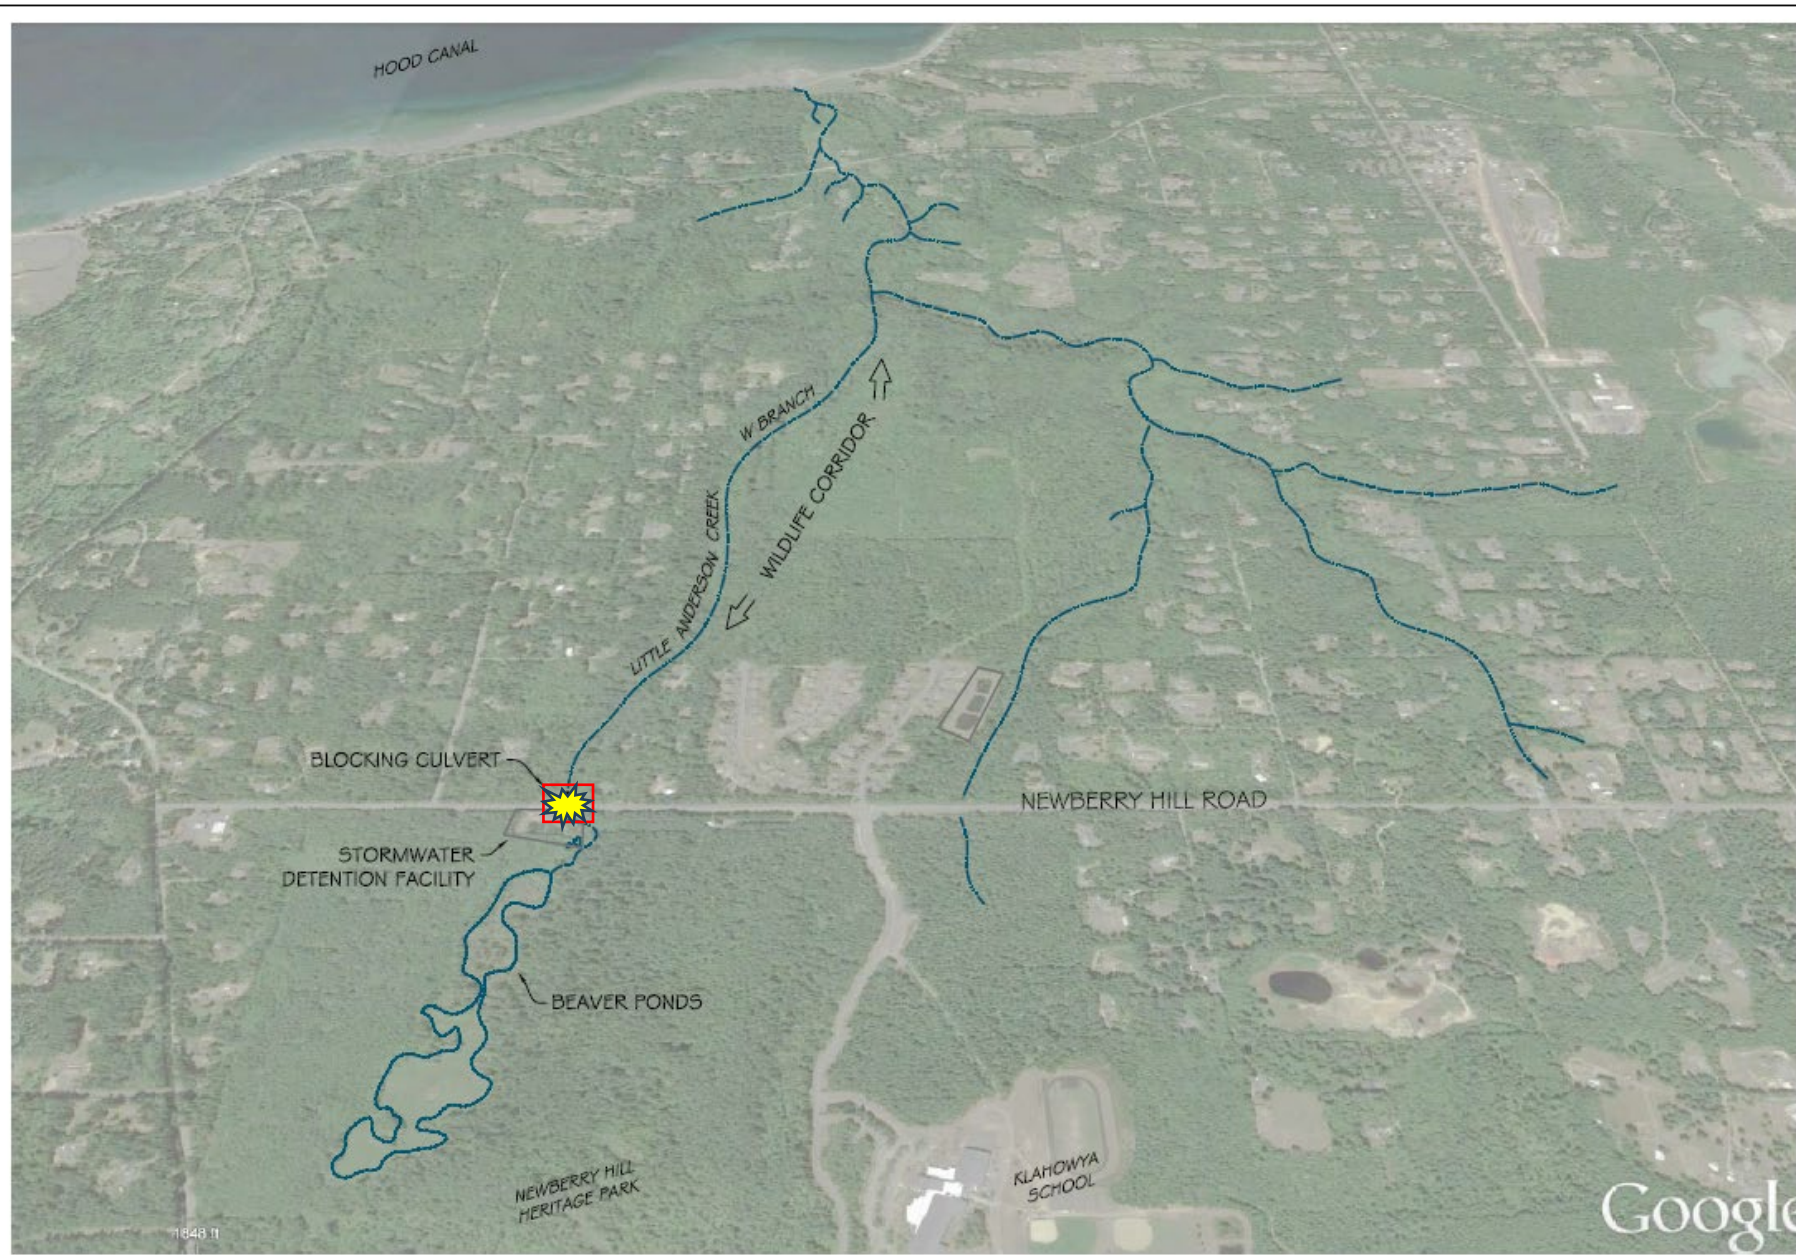 HOOD CANAL
W BRANCH
WILDLIFE CORRIDOR
LITTLE ANDERSON CREEK
BLOCKING CULVERT
NEWBERRY HILL ROAD
STORMWATER
DETENTION FACILITY
BEAVER PONDS
NEWBERRY HILL
HERITAGE PARK
KLAHOWYA
SCHOOL
1848 ft
Google